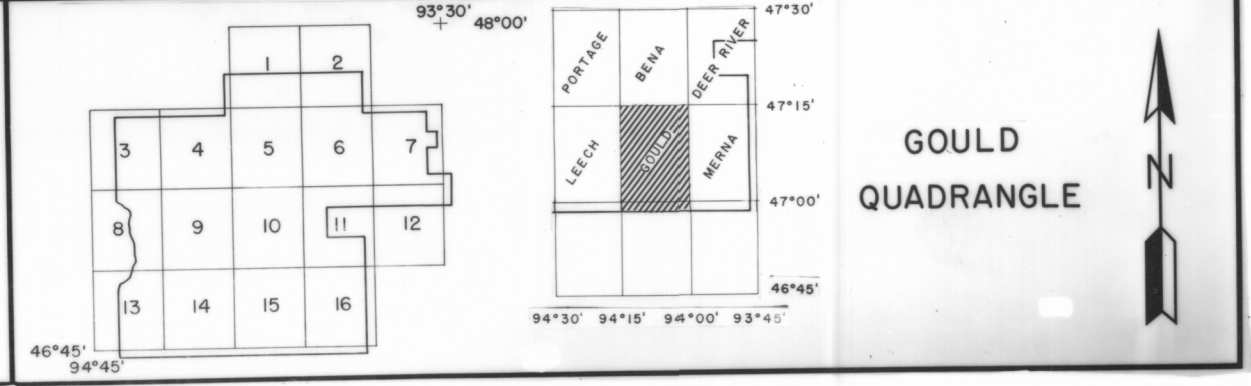 93°30'
48°00'
1 2
3 4 5 6 7
8 9 10 11 12
13 14 15 16
46°45'
94°45'
47°30'
PORTAGE BENA DEER RIVER
47°15'
LEECH GOULD MERNA
47°00'
46°45'
94°30' 94°15' 94°00' 93°45'
GOULD
QUADRANGLE
N